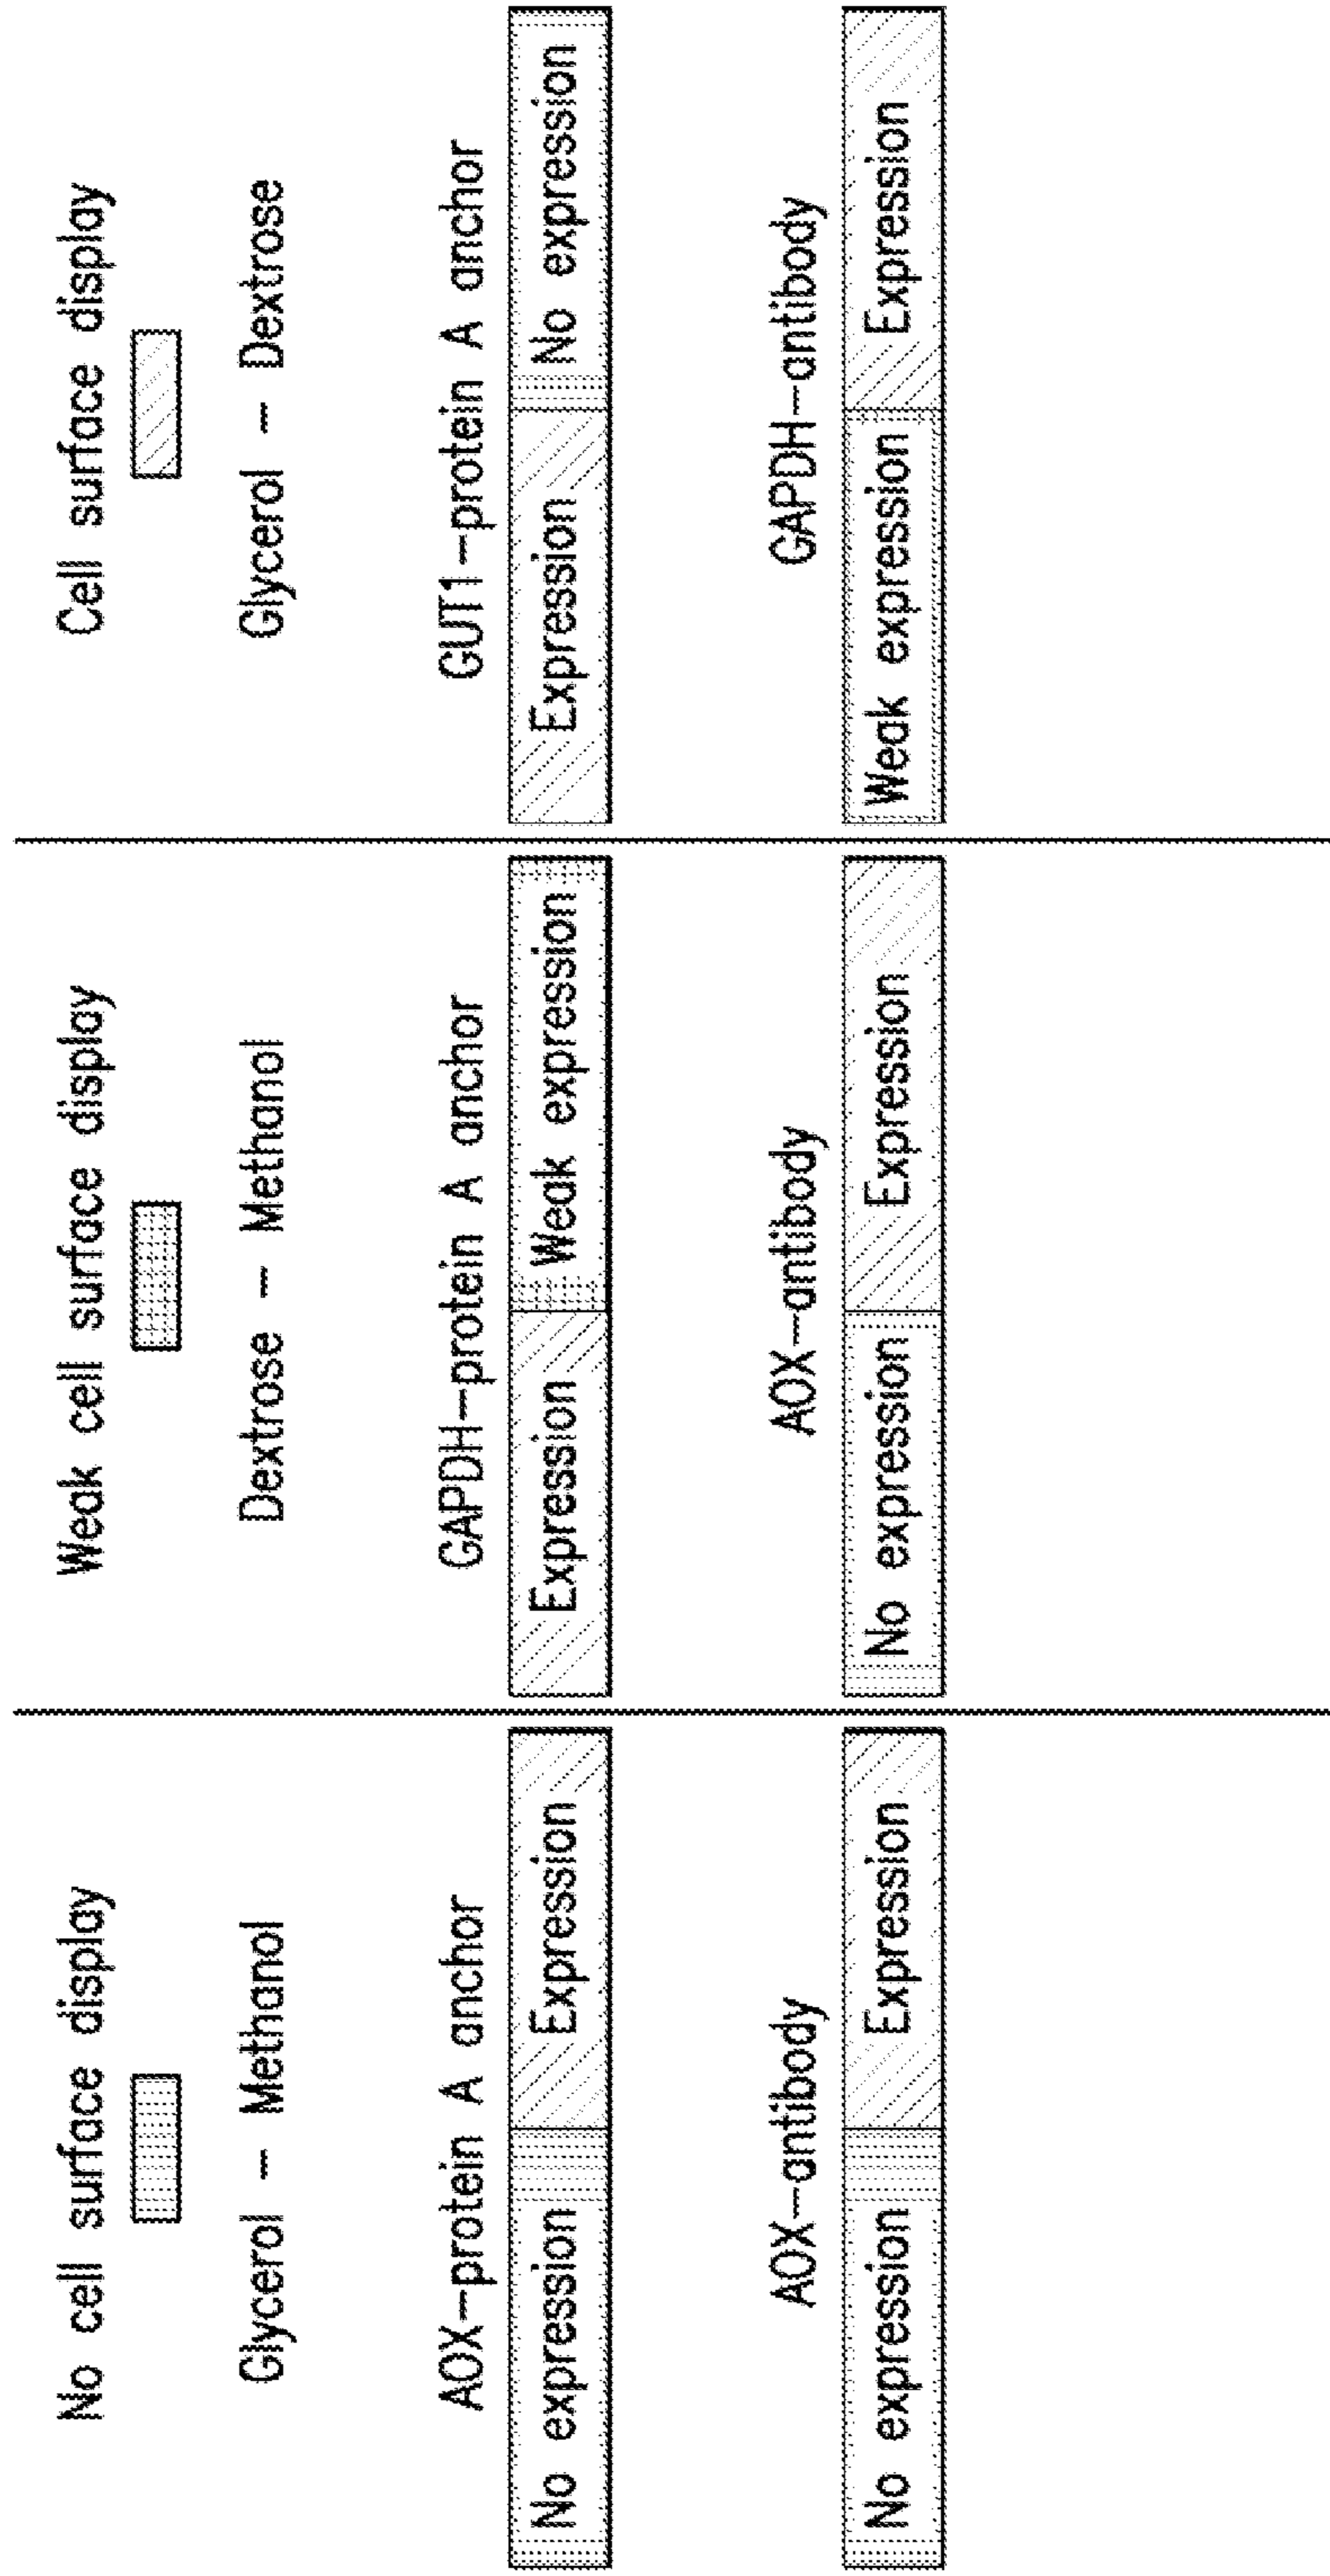 No cell surface display
Glycerol – Methanol
AOX–protein A anchor
No expression
Expression
AOX–antibody
No expression
Expression
Weak cell surface display
Dextrose – Methanol
GAPDH–protein A anchor
Expression
Weak expression
AOX–antibody
No expression
Expression
Cell surface display
Glycerol – Dextrose
GUT1–protein A anchor
Expression
No expression
GAPDH–antibody
Weak expression
Expression